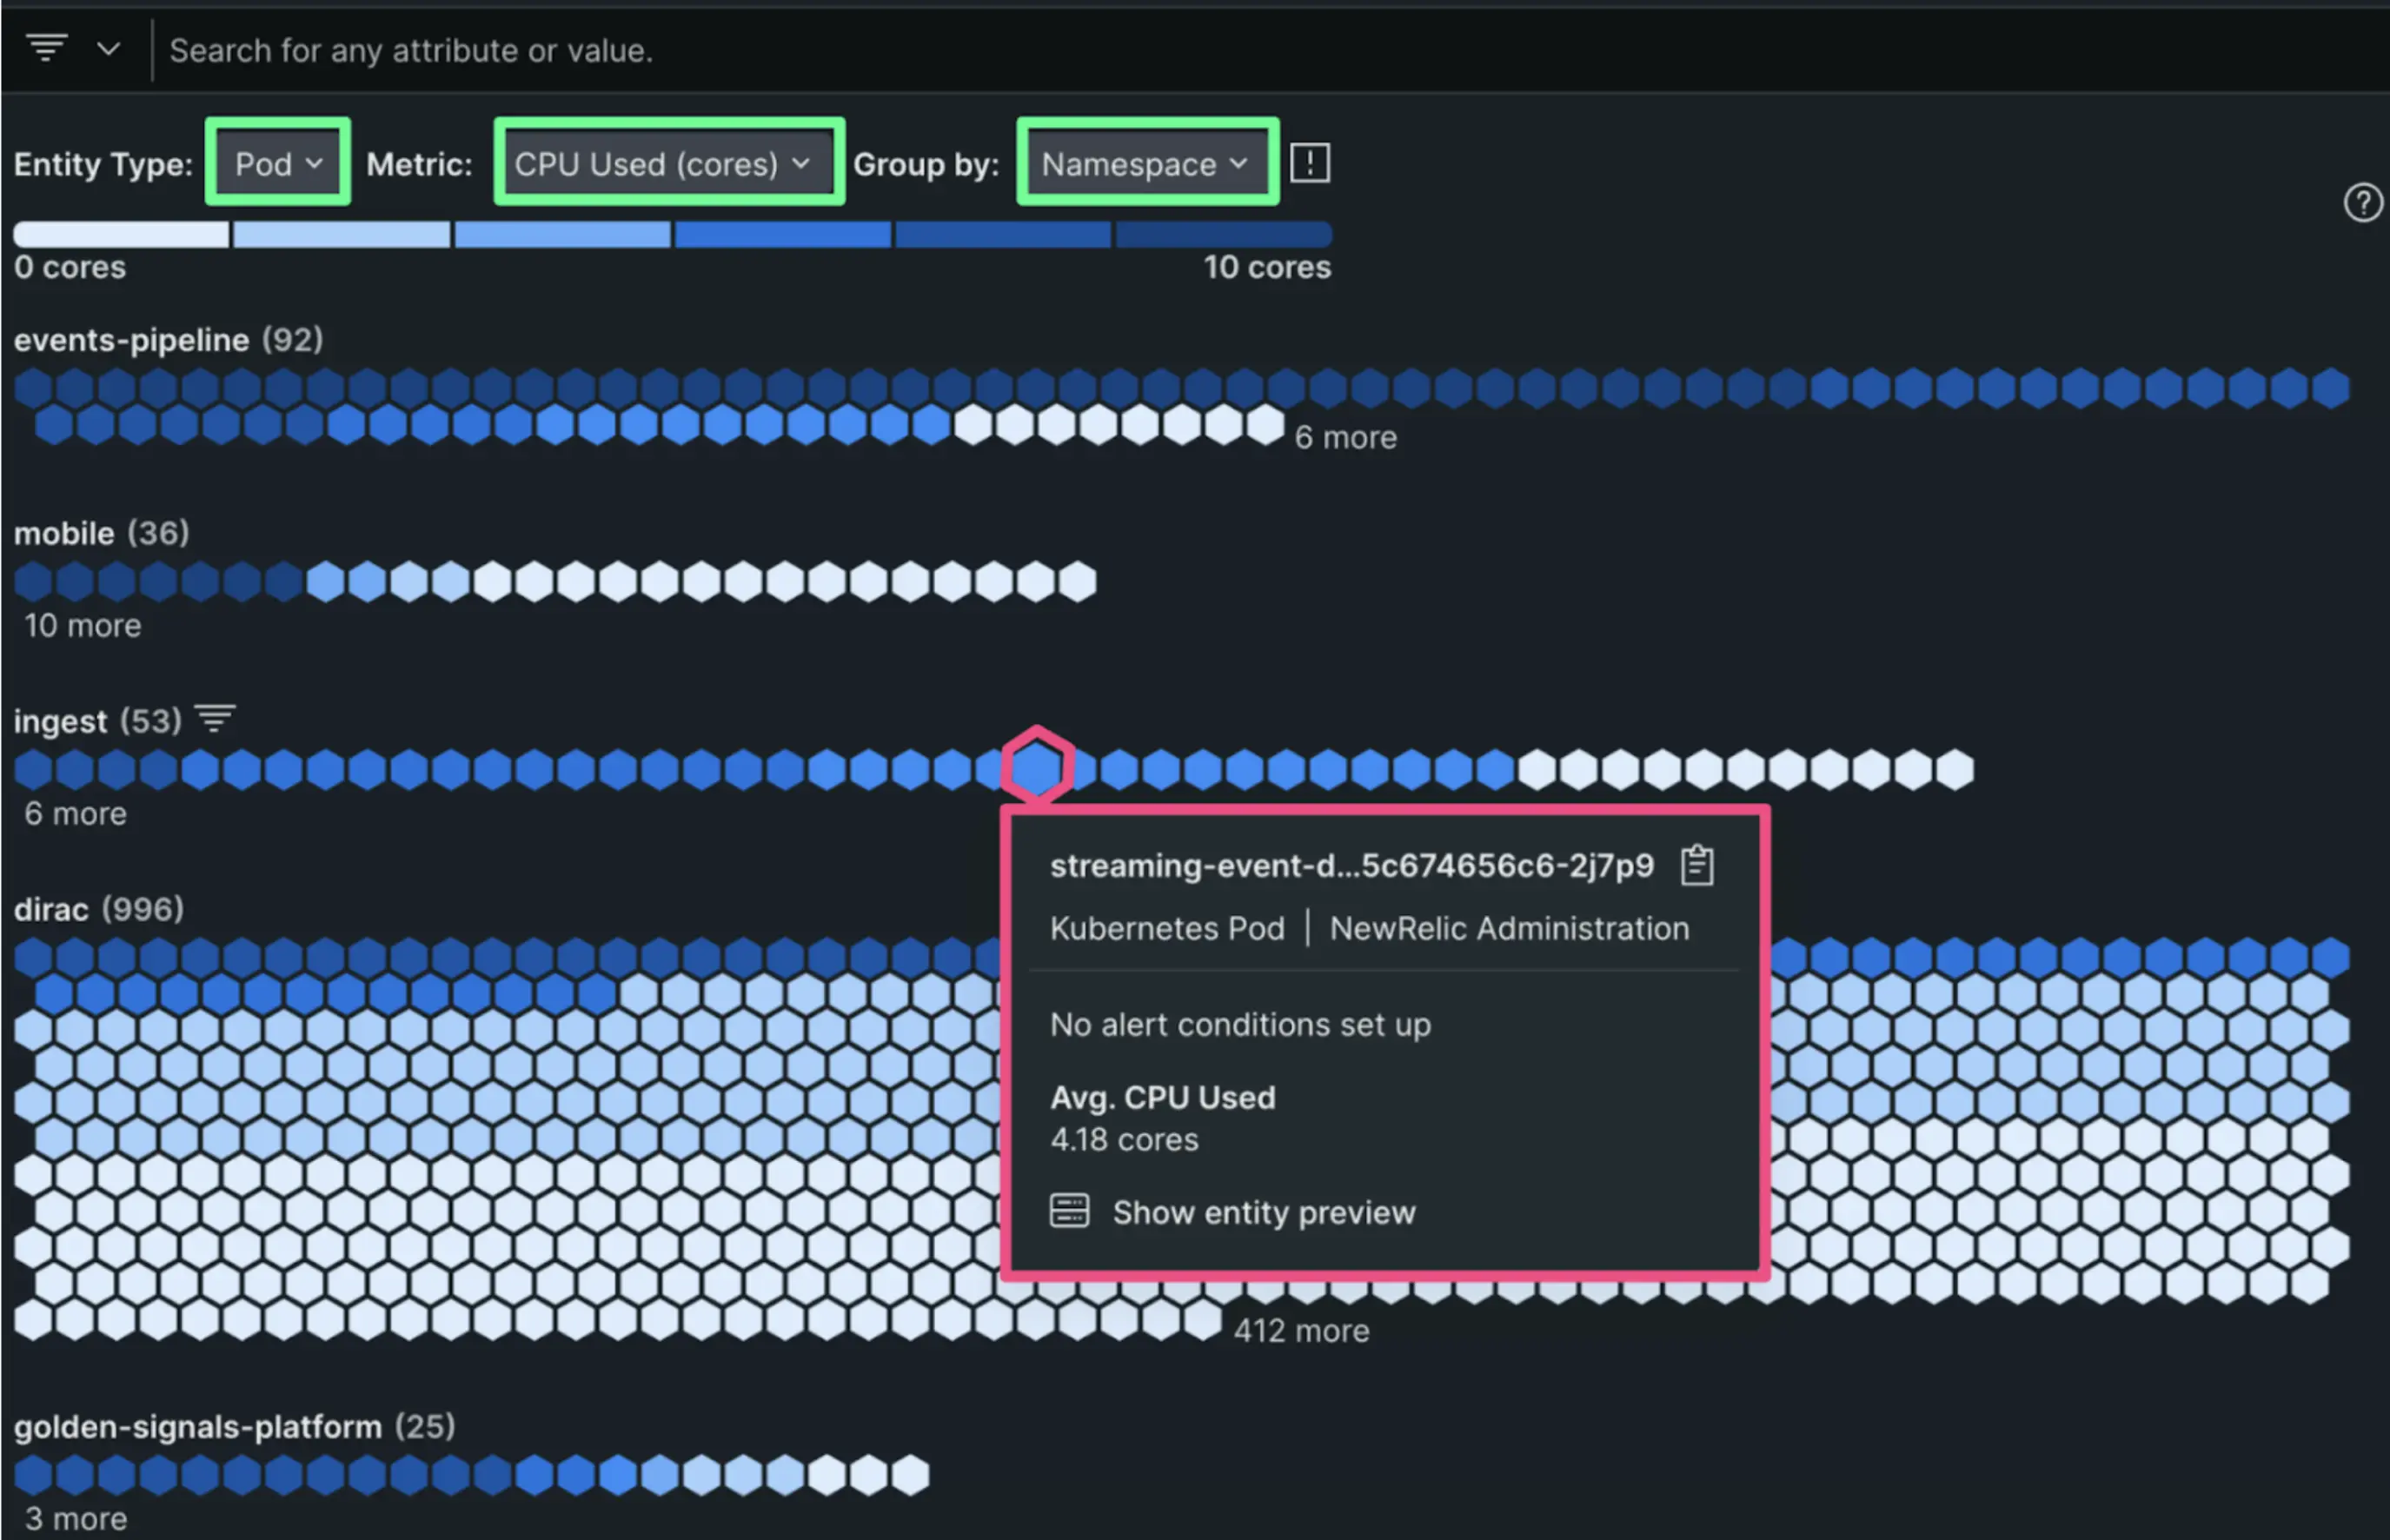 Search for any attribute or value.
Entity Type: Pod Metric: CPU Used (cores) Group by: Namespace
0 cores 10 cores
events-pipeline (92)
6 more
mobile (36)
10 more
ingest (53)
6 more
streaming-event-d...5c674656c6-2j7p9
Kubernetes Pod | NewRelic Administration
No alert conditions set up
Avg. CPU Used
4.18 cores
Show entity preview
dirac (996)
412 more
golden-signals-platform (25)
3 more